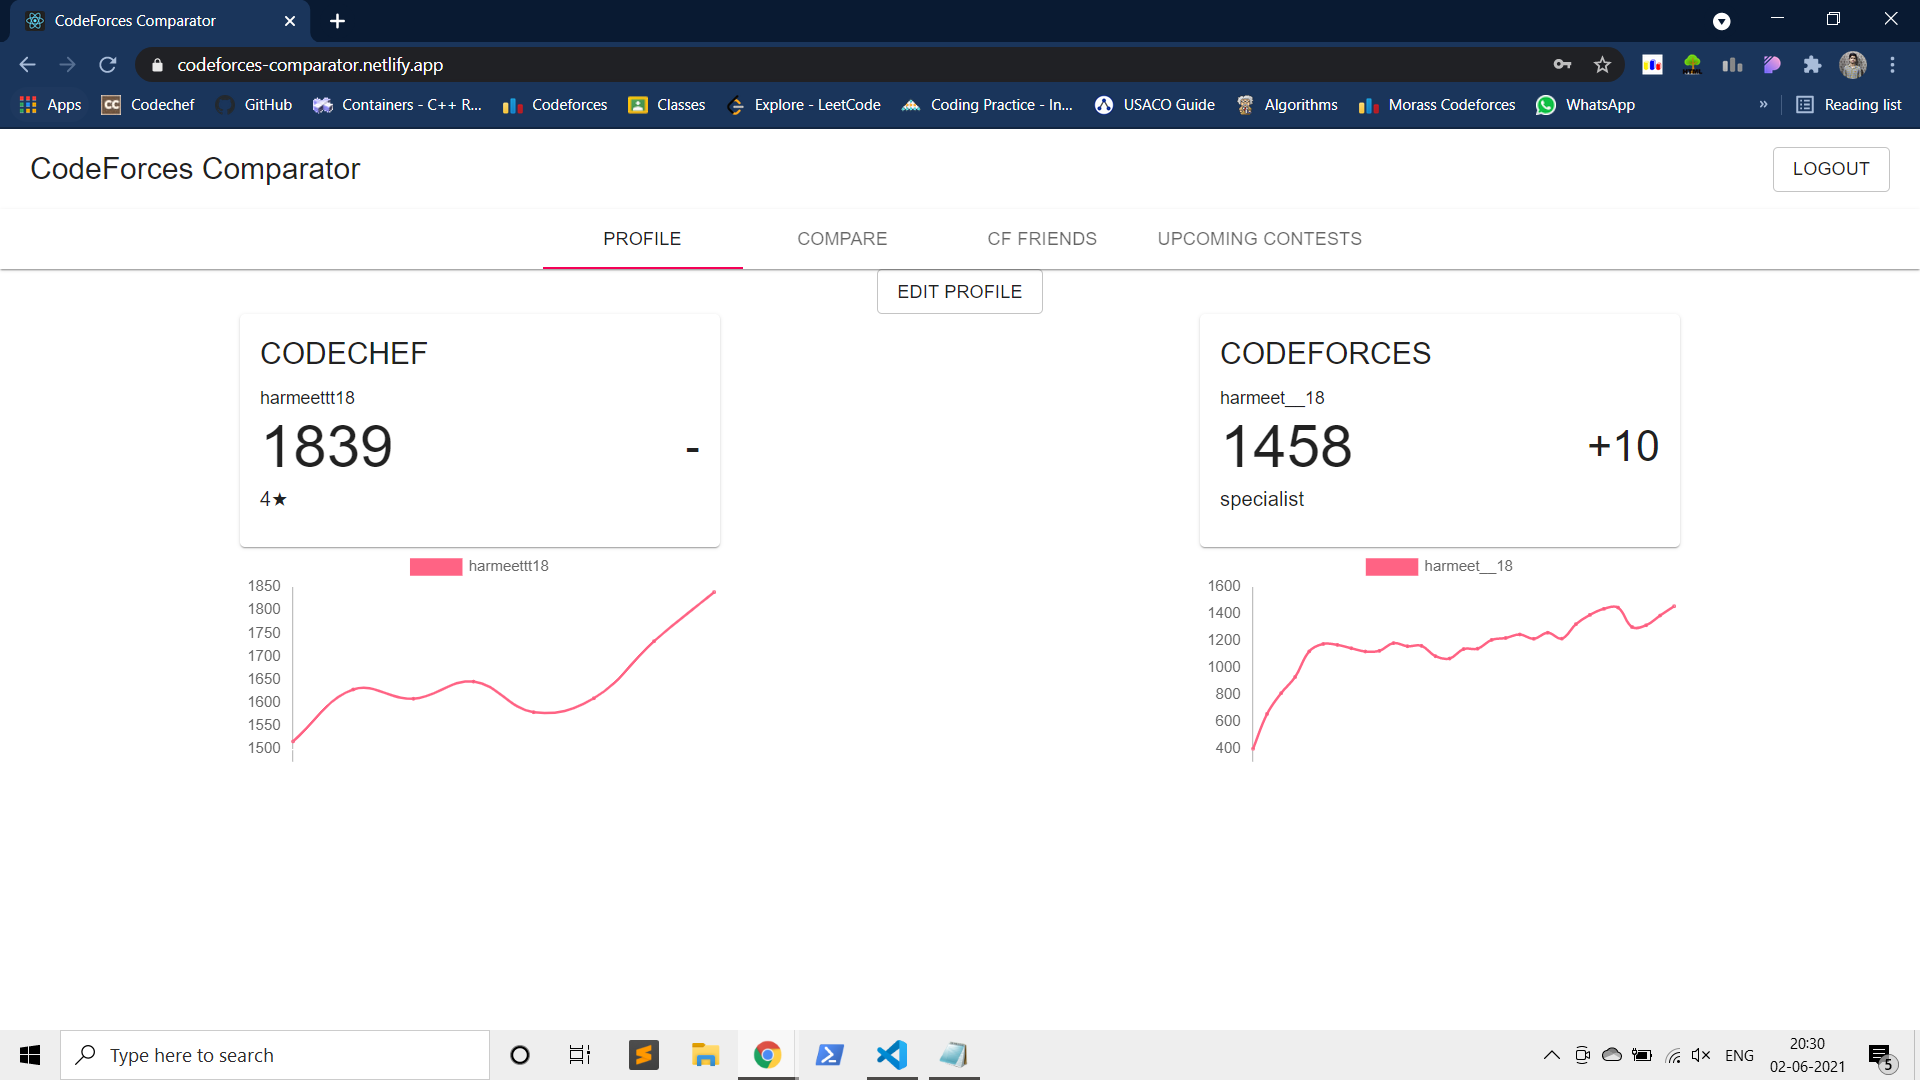 CodeForces Comparator
codeforces-comparator.netlify.app
Apps CC Codechef GitHub Containers - C++ R... Codeforces Classes Explore - LeetCode Coding Practice - In... USACO Guide Algorithms Morass Codeforces WhatsApp » Reading list
CodeForces Comparator
LOGOUT
PROFILE COMPARE CF FRIENDS UPCOMING CONTESTS
EDIT PROFILE
CODECHEF
harmeettt18
1839 -
4★
harmeettt18
1850
1800
1750
1700
1650
1600
1550
1500
CODEFORCES
harmeet__18
1458 +10
specialist
harmeet__18
1600
1400
1200
1000
800
600
400
Type here to search
ENG
20:30
02-06-2021
5